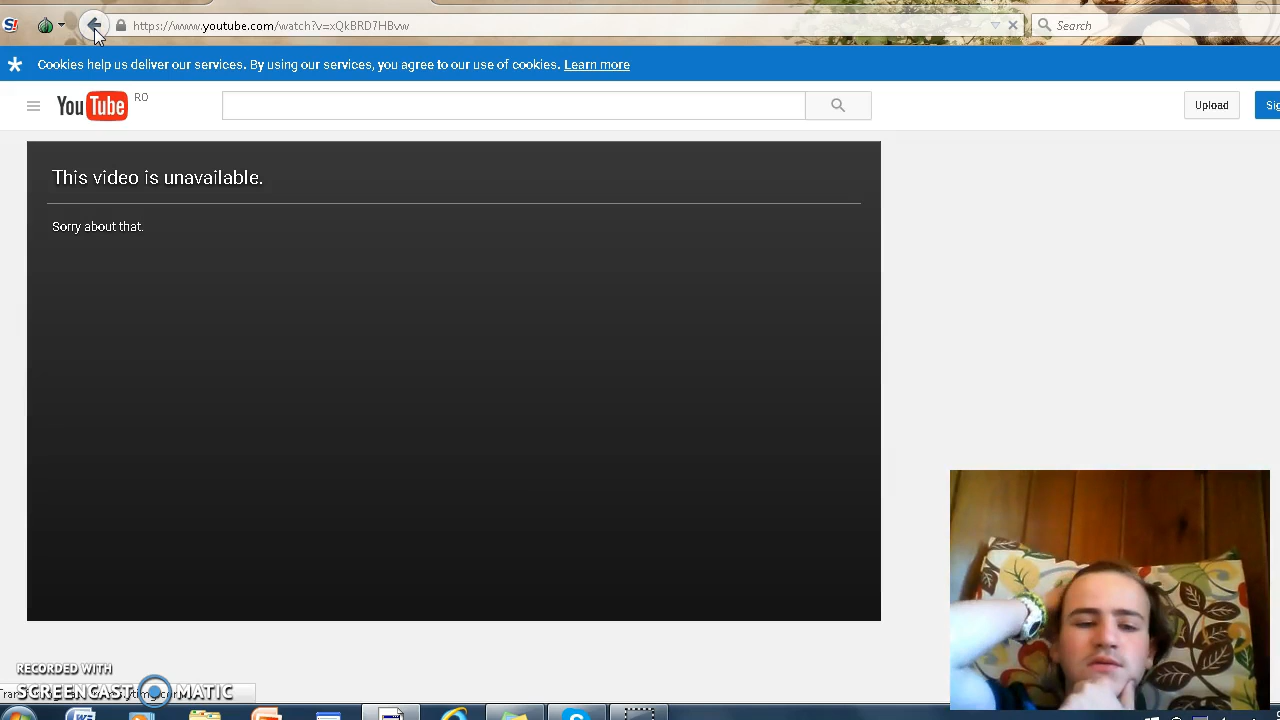 https://www.youtube.com/watch?v=xQkBRD7HBvw
Search
Cookies help us deliver our services. By using our services, you agree to our use of cookies. Learn more
YouTube RO
Upload
This video is unavailable.
Sorry about that.
RECORDED WITH
SCREENCAST-O-MATIC